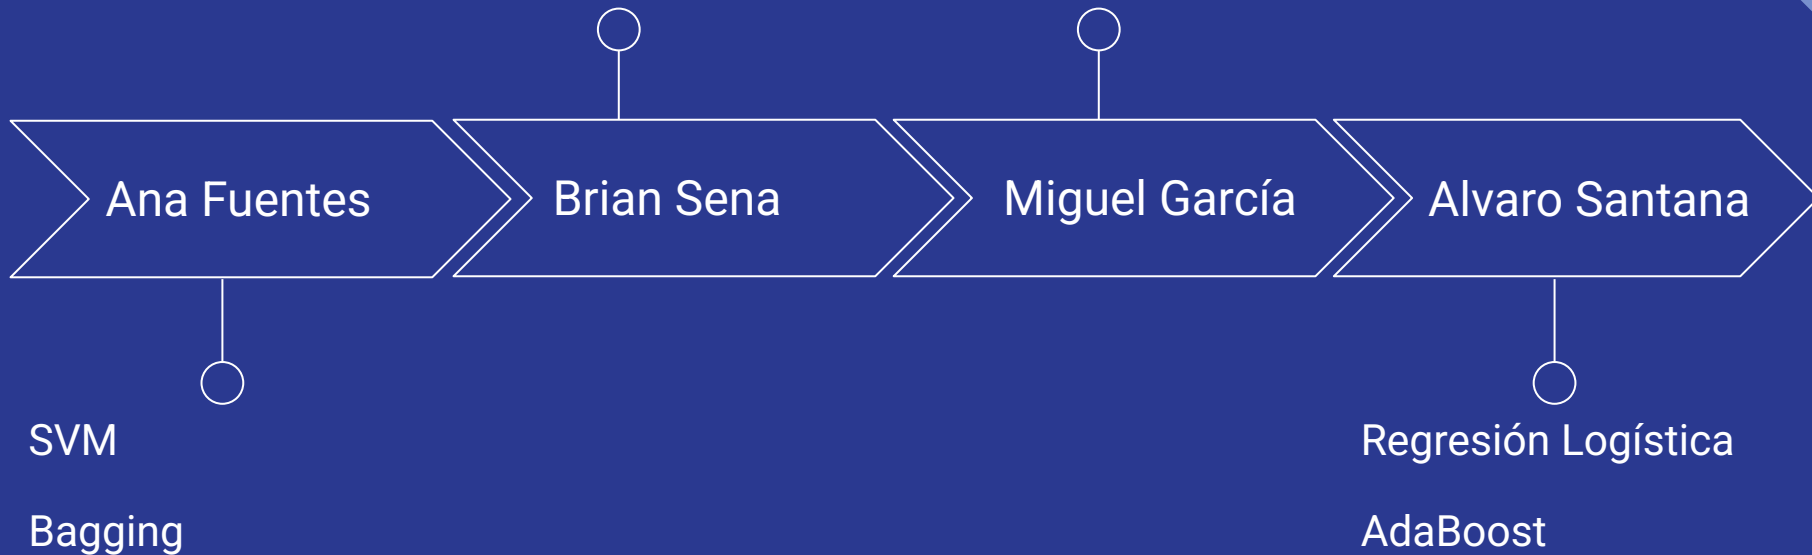 Ana Fuentes
Brian Sena
Miguel García
Alvaro Santana
SVM
Bagging
Regresión Logística
AdaBoost